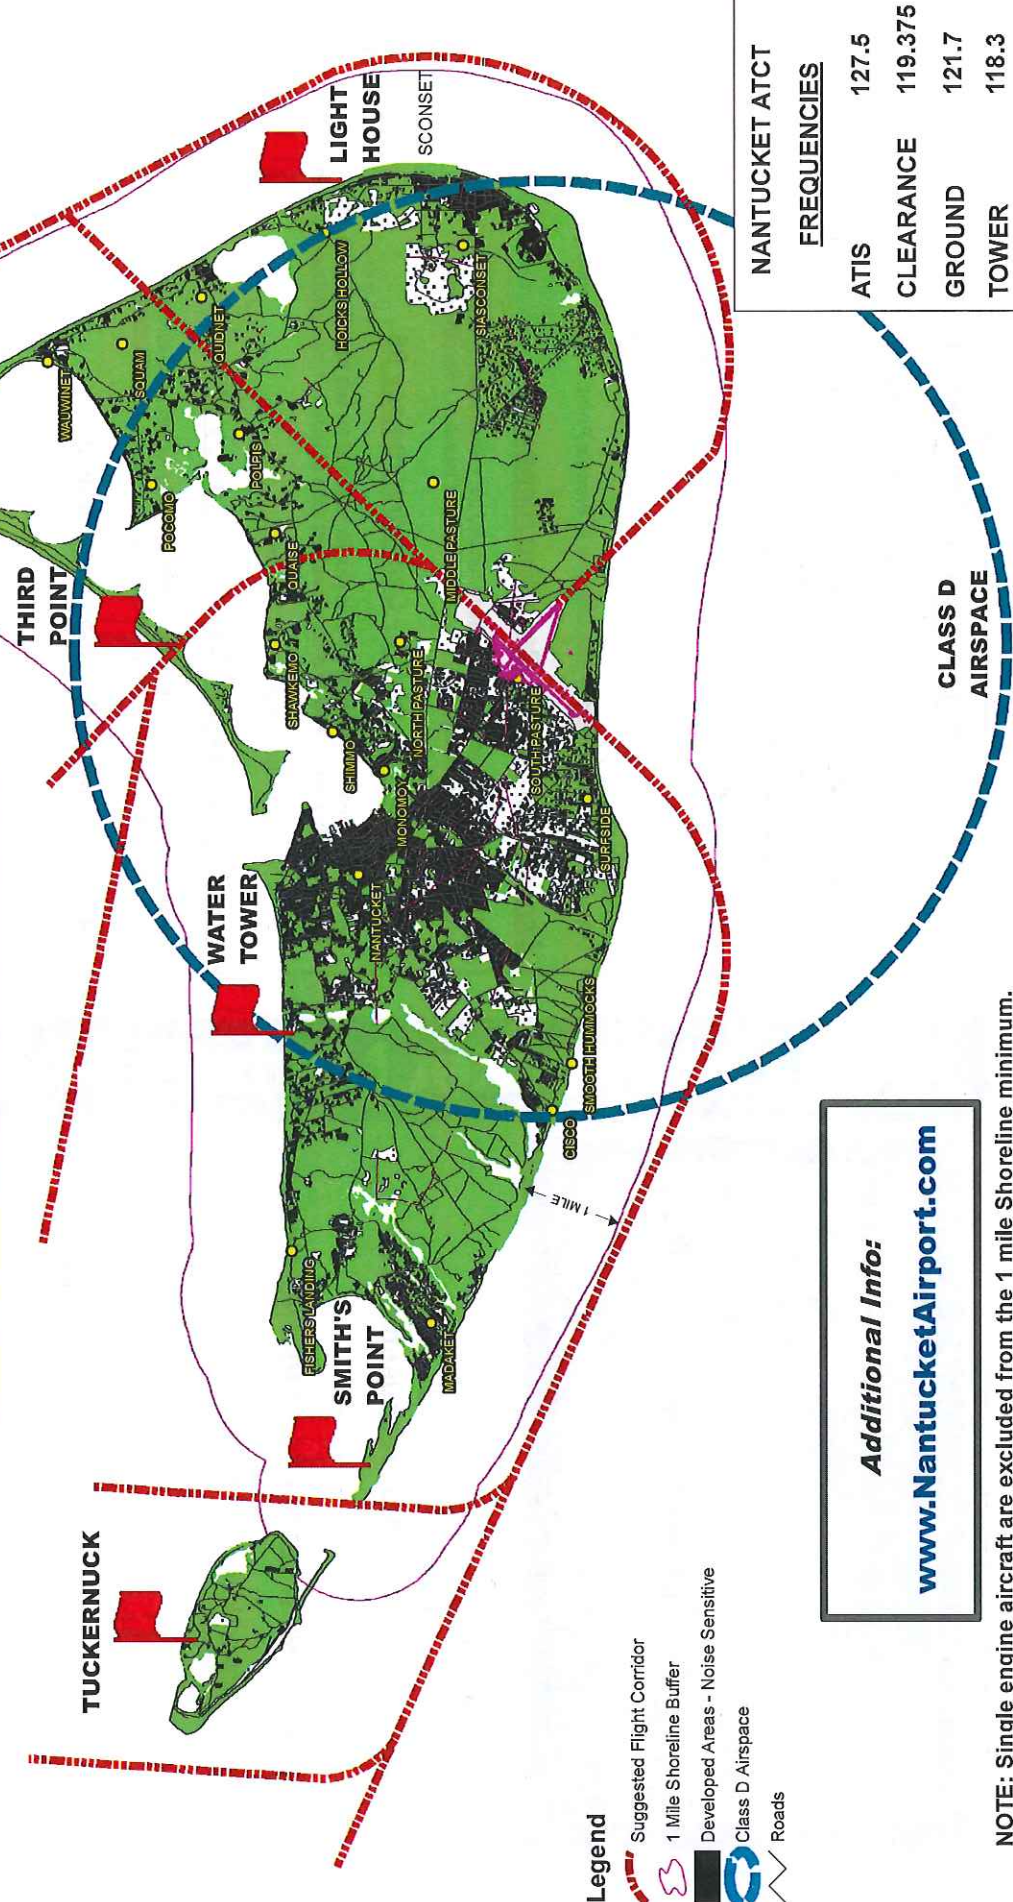 THIRD
POINT
LIGHT
HOUSE
SCONSET
WATER
TOWER
SMITH'S
POINT
TUCKERNUCK
WAUWINET
SQUAM
QUIDNET
POCOMO
POLPIS
HOICKS HOLLOW
SIASCONSET
QUAISE
MIDDLE PASTURE
SHAWKEMO
NORTH PASTURE
SHIMMO
MONOMOY
SOUTH PASTURE
NANTUCKET
SURFSIDE
SMOOTH HUMMOCKS
CISCO
FISHERS LANDING
MADAKET
1 MILE
CLASS D
AIRSPACE
NANTUCKET ATCT
FREQUENCIES
ATIS 127.5
CLEARANCE 119.375
GROUND 121.7
TOWER 118.3
Additional Info:
www.NantucketAirport.com
Legend
Suggested Flight Corridor
1 Mile Shoreline Buffer
Developed Areas - Noise Sensitive
Class D Airspace
Roads
NOTE: Single engine aircraft are excluded from the 1 mile Shoreline minimum.